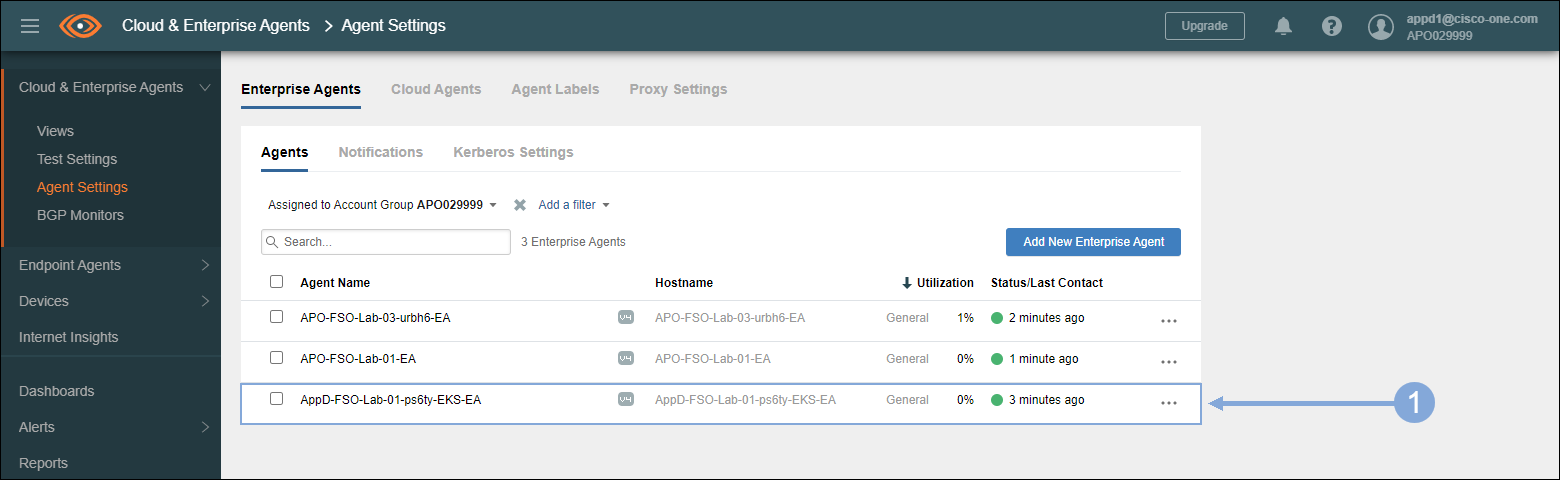 Cloud & Enterprise Agents > Agent Settings
Upgrade
appd1@cisco-one.com
APO029999
Cloud & Enterprise Agents
Views
Test Settings
Agent Settings
BGP Monitors
Endpoint Agents
Devices
Internet Insights
Dashboards
Alerts
Reports
Enterprise Agents Cloud Agents Agent Labels Proxy Settings
Agents Notifications Kerberos Settings
Assigned to Account Group APO029999 Add a filter
Search... 3 Enterprise Agents Add New Enterprise Agent
Agent Name Hostname Utilization Status/Last Contact
APO-FSO-Lab-03-urbh6-EA V4 APO-FSO-Lab-03-urbh6-EA General 1% 2 minutes ago ...
APO-FSO-Lab-01-EA V4 APO-FSO-Lab-01-EA General 0% 1 minute ago ...
AppD-FSO-Lab-01-ps6ty-EKS-EA V4 AppD-FSO-Lab-01-ps6ty-EKS-EA General 0% 3 minutes ago ...
1